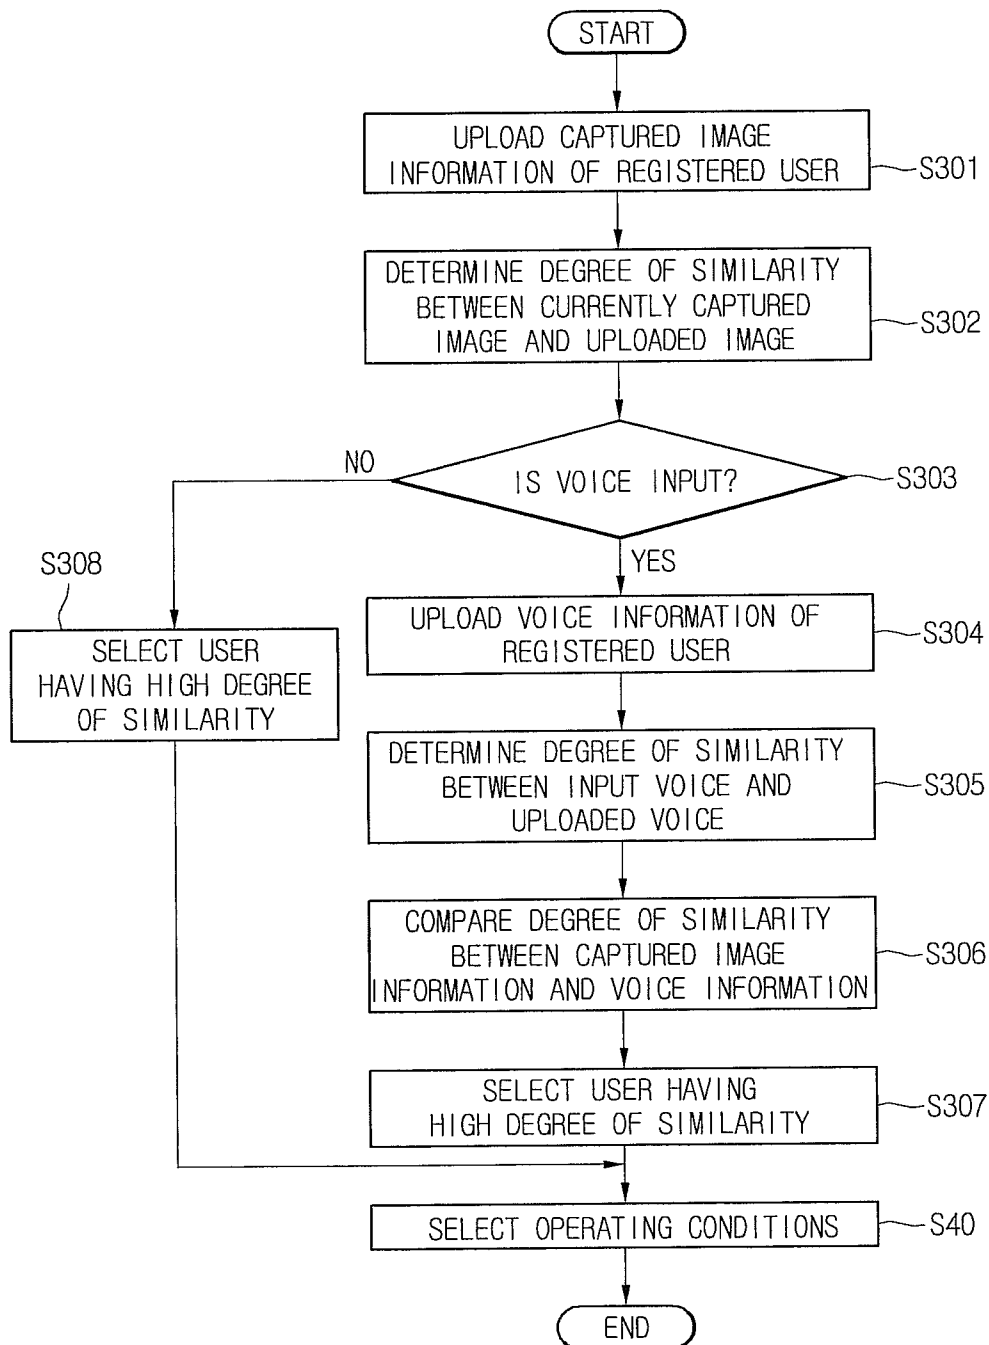 START
UPLOAD CAPTURED IMAGE
INFORMATION OF REGISTERED USER
S301
DETERMINE DEGREE OF SIMILARITY
BETWEEN CURRENTLY CAPTURED
IMAGE AND UPLOADED IMAGE
S302
IS VOICE INPUT?
S303
NO
YES
S308
SELECT USER
HAVING HIGH DEGREE
OF SIMILARITY
UPLOAD VOICE INFORMATION OF
REGISTERED USER
S304
DETERMINE DEGREE OF SIMILARITY
BETWEEN INPUT VOICE AND
UPLOADED VOICE
S305
COMPARE DEGREE OF SIMILARITY
BETWEEN CAPTURED IMAGE
INFORMATION AND VOICE INFORMATION
S306
SELECT USER HAVING
HIGH DEGREE OF SIMILARITY
S307
SELECT OPERATING CONDITIONS
S40
END